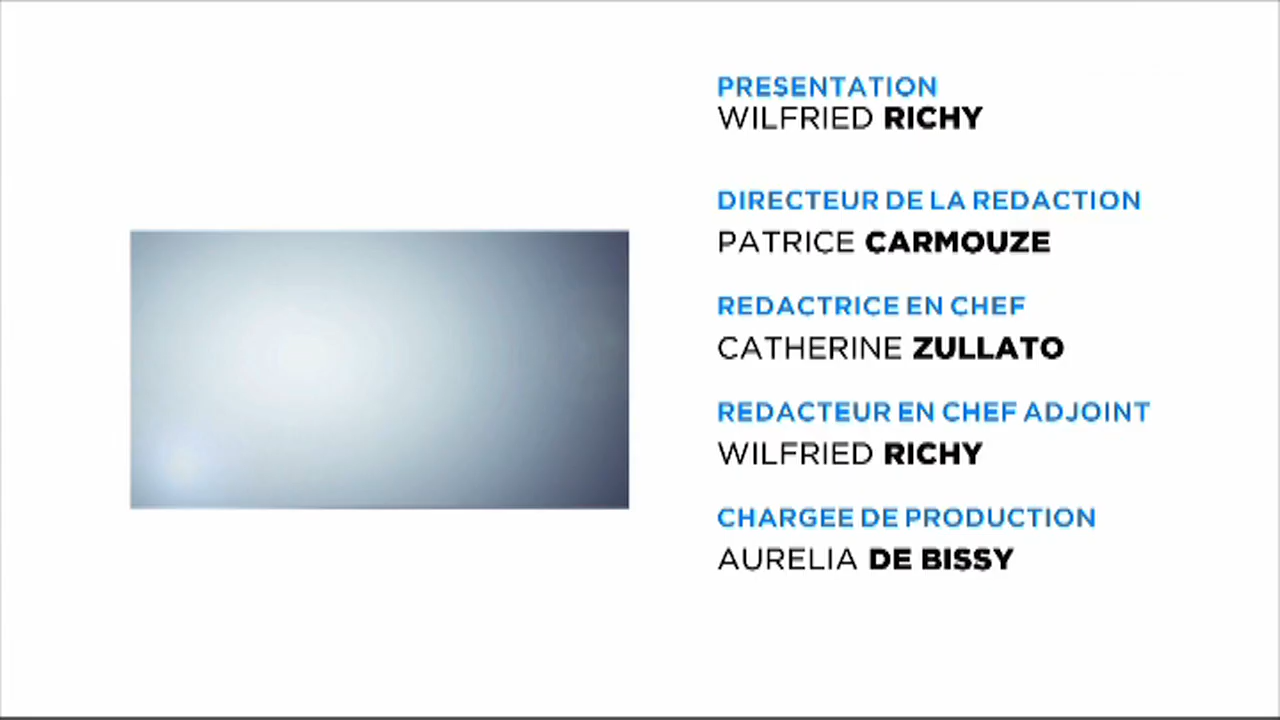 PRESENTATION
WILFRIED RICHY
DIRECTEUR DE LA REDACTION
PATRICE CARMOUZE
REDACTRICE EN CHEF
CATHERINE ZULLATO
REDACTEUR EN CHEF ADJOINT
WILFRIED RICHY
CHARGEE DE PRODUCTION
AURELIA DE BISSY